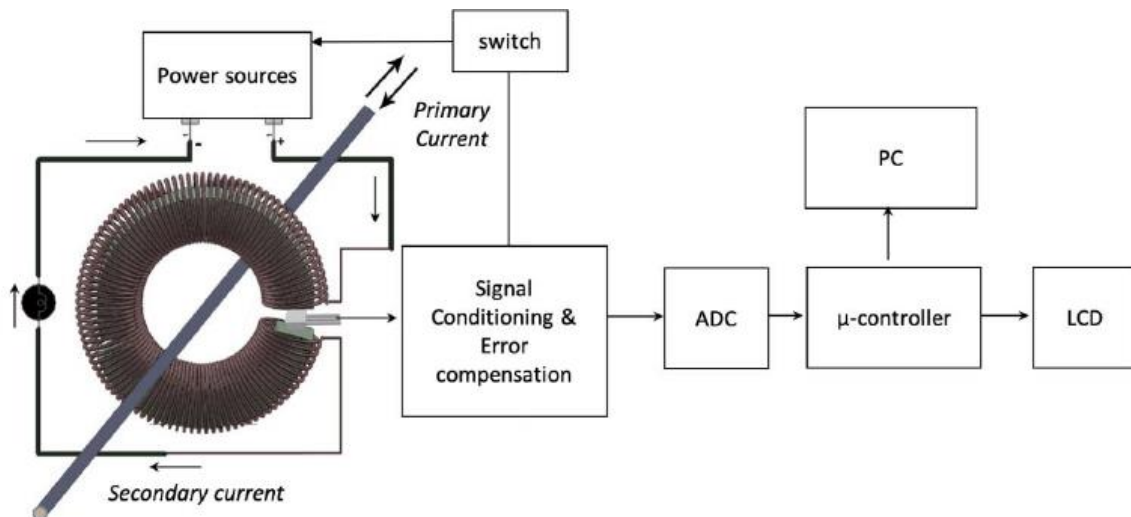 switch
Power sources
- +
- +
Primary
Current
PC
Signal
Conditioning &
Error
compensation
ADC
µ-controller
LCD
Secondary current